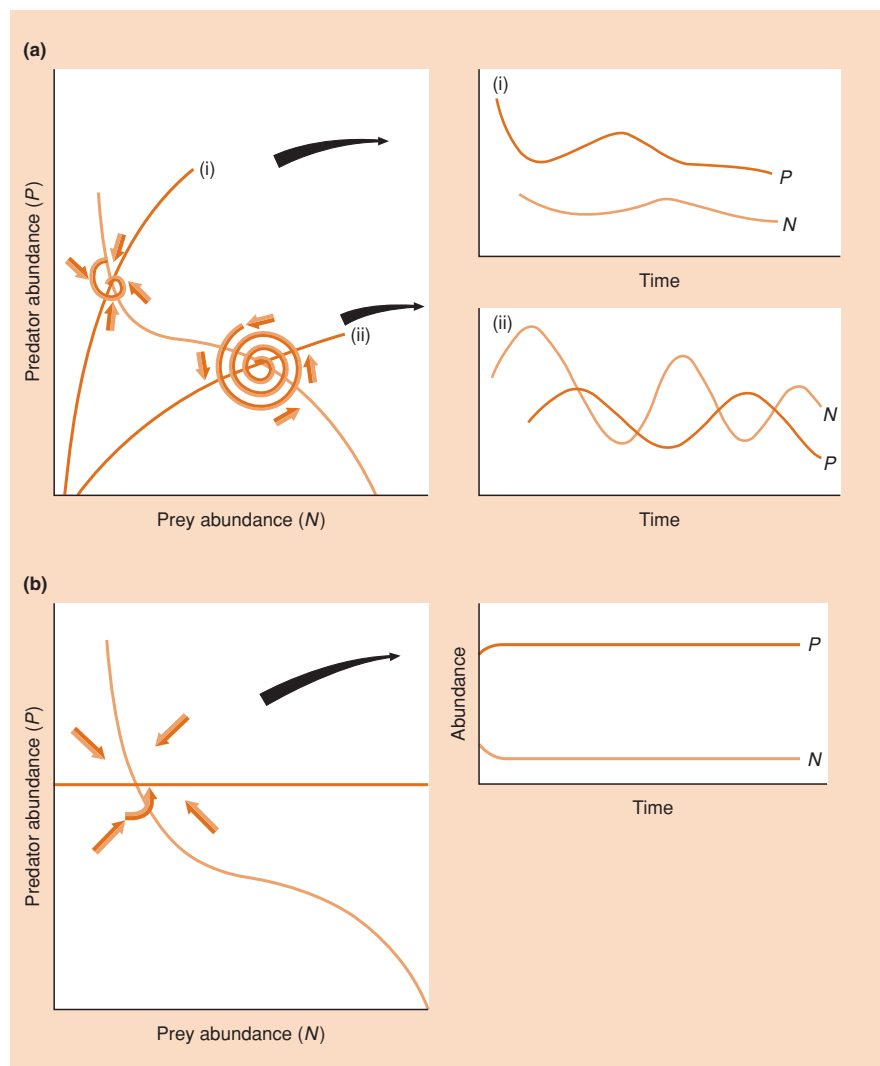 (a)
Predator abundance (P)
(i)
(ii)
Prey abundance (N)
(i)
P
N
Time
(ii)
N
P
Time
(b)
Predator abundance (P)
Prey abundance (N)
Abundance
P
N
Time